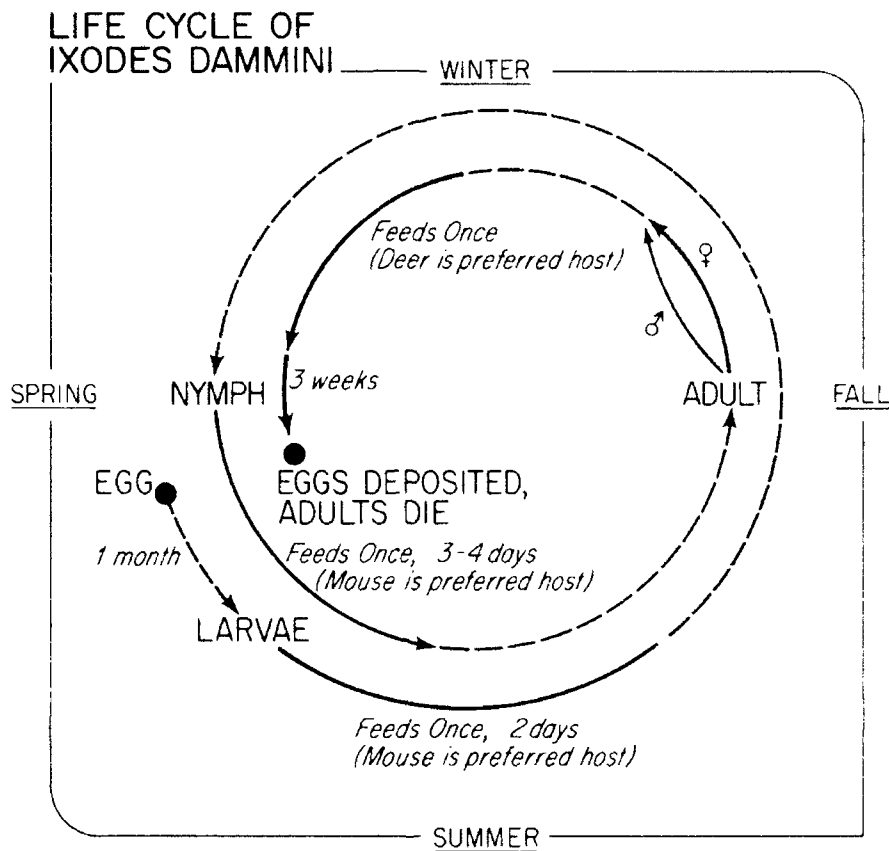 LIFE CYCLE OF
IXODES DAMMINI
WINTER
Feeds Once
(Deer is preferred host)
♀
♂
3 weeks
SPRING
NYMPH
ADULT
FALL
EGG
EGGS DEPOSITED,
ADULTS DIE
1 month
Feeds Once, 3-4 days
(Mouse is preferred host)
LARVAE
Feeds Once, 2 days
(Mouse is preferred host)
SUMMER